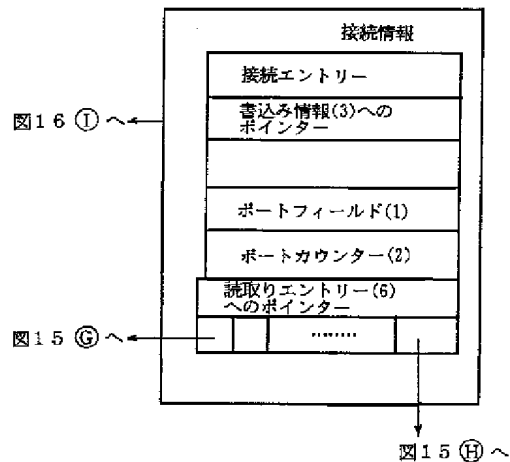 接続情報
接続エントリー
図16 Ⓘ へ
書込み情報(3)への
ポインター
ポートフィールド(1)
ポートカウンター(2)
読取りエントリー(6)
へのポインター
図15 Ⓖ へ
........
図15 Ⓗ へ